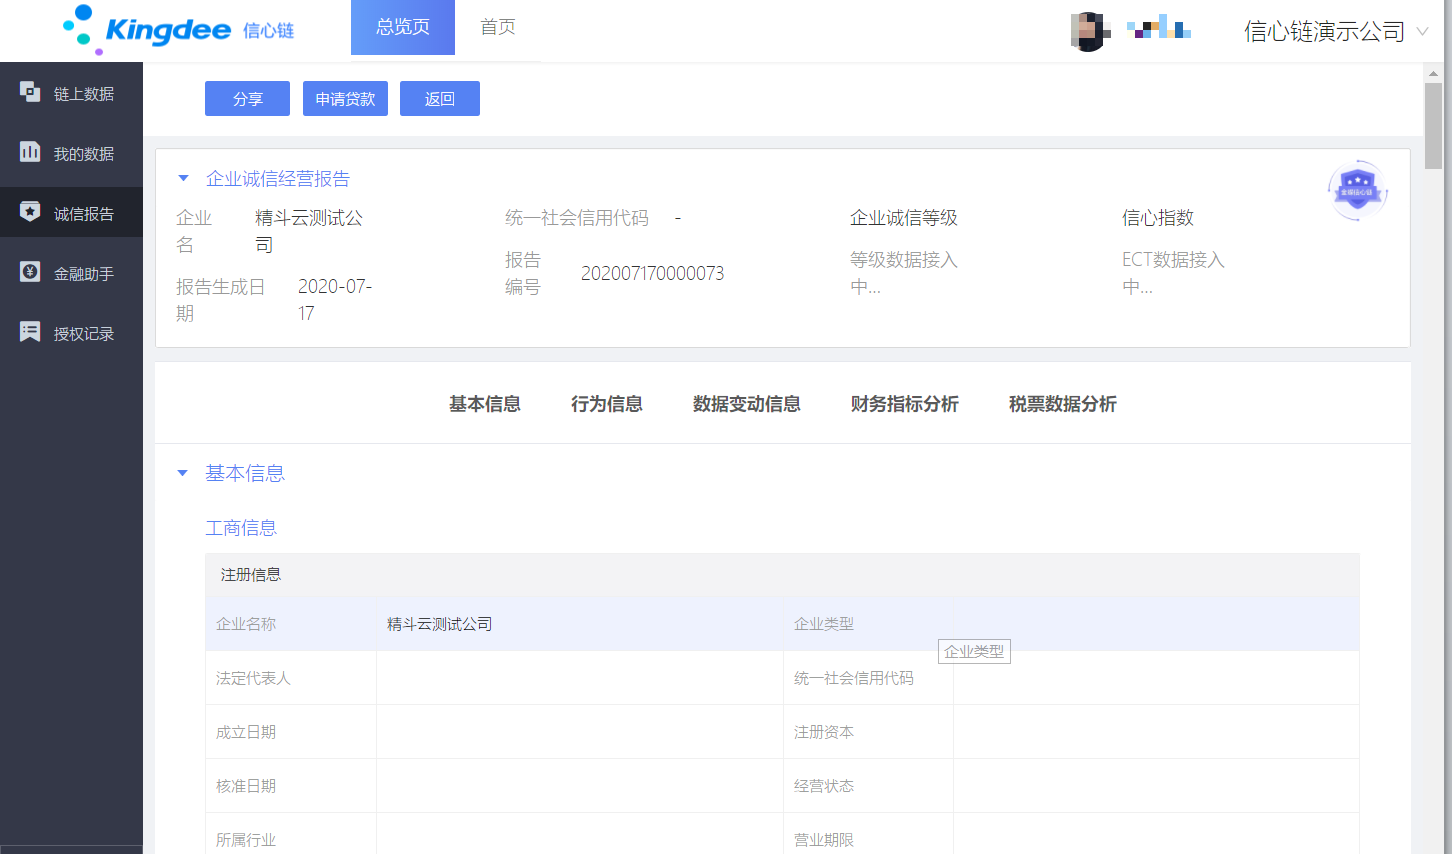 Kingdee 信心链
总览页
首页
信心链演示公司
链上数据
我的数据
诚信报告
金融助手
授权记录
分享
申请贷款
返回
企业诚信经营报告
企业
名
精斗云测试公
司
统一社会信用代码
-
企业诚信等级
信心指数
报告
编号
202007170000073
等级数据接入
中...
ECT数据接入
中...
报告生成日
期
2020-07-
17
基本信息
行为信息
数据变动信息
财务指标分析
税票数据分析
基本信息
工商信息
注册信息
企业名称
精斗云测试公司
企业类型
企业类型
法定代表人
统一社会信用代码
成立日期
注册资本
核准日期
经营状态
所属行业
营业期限